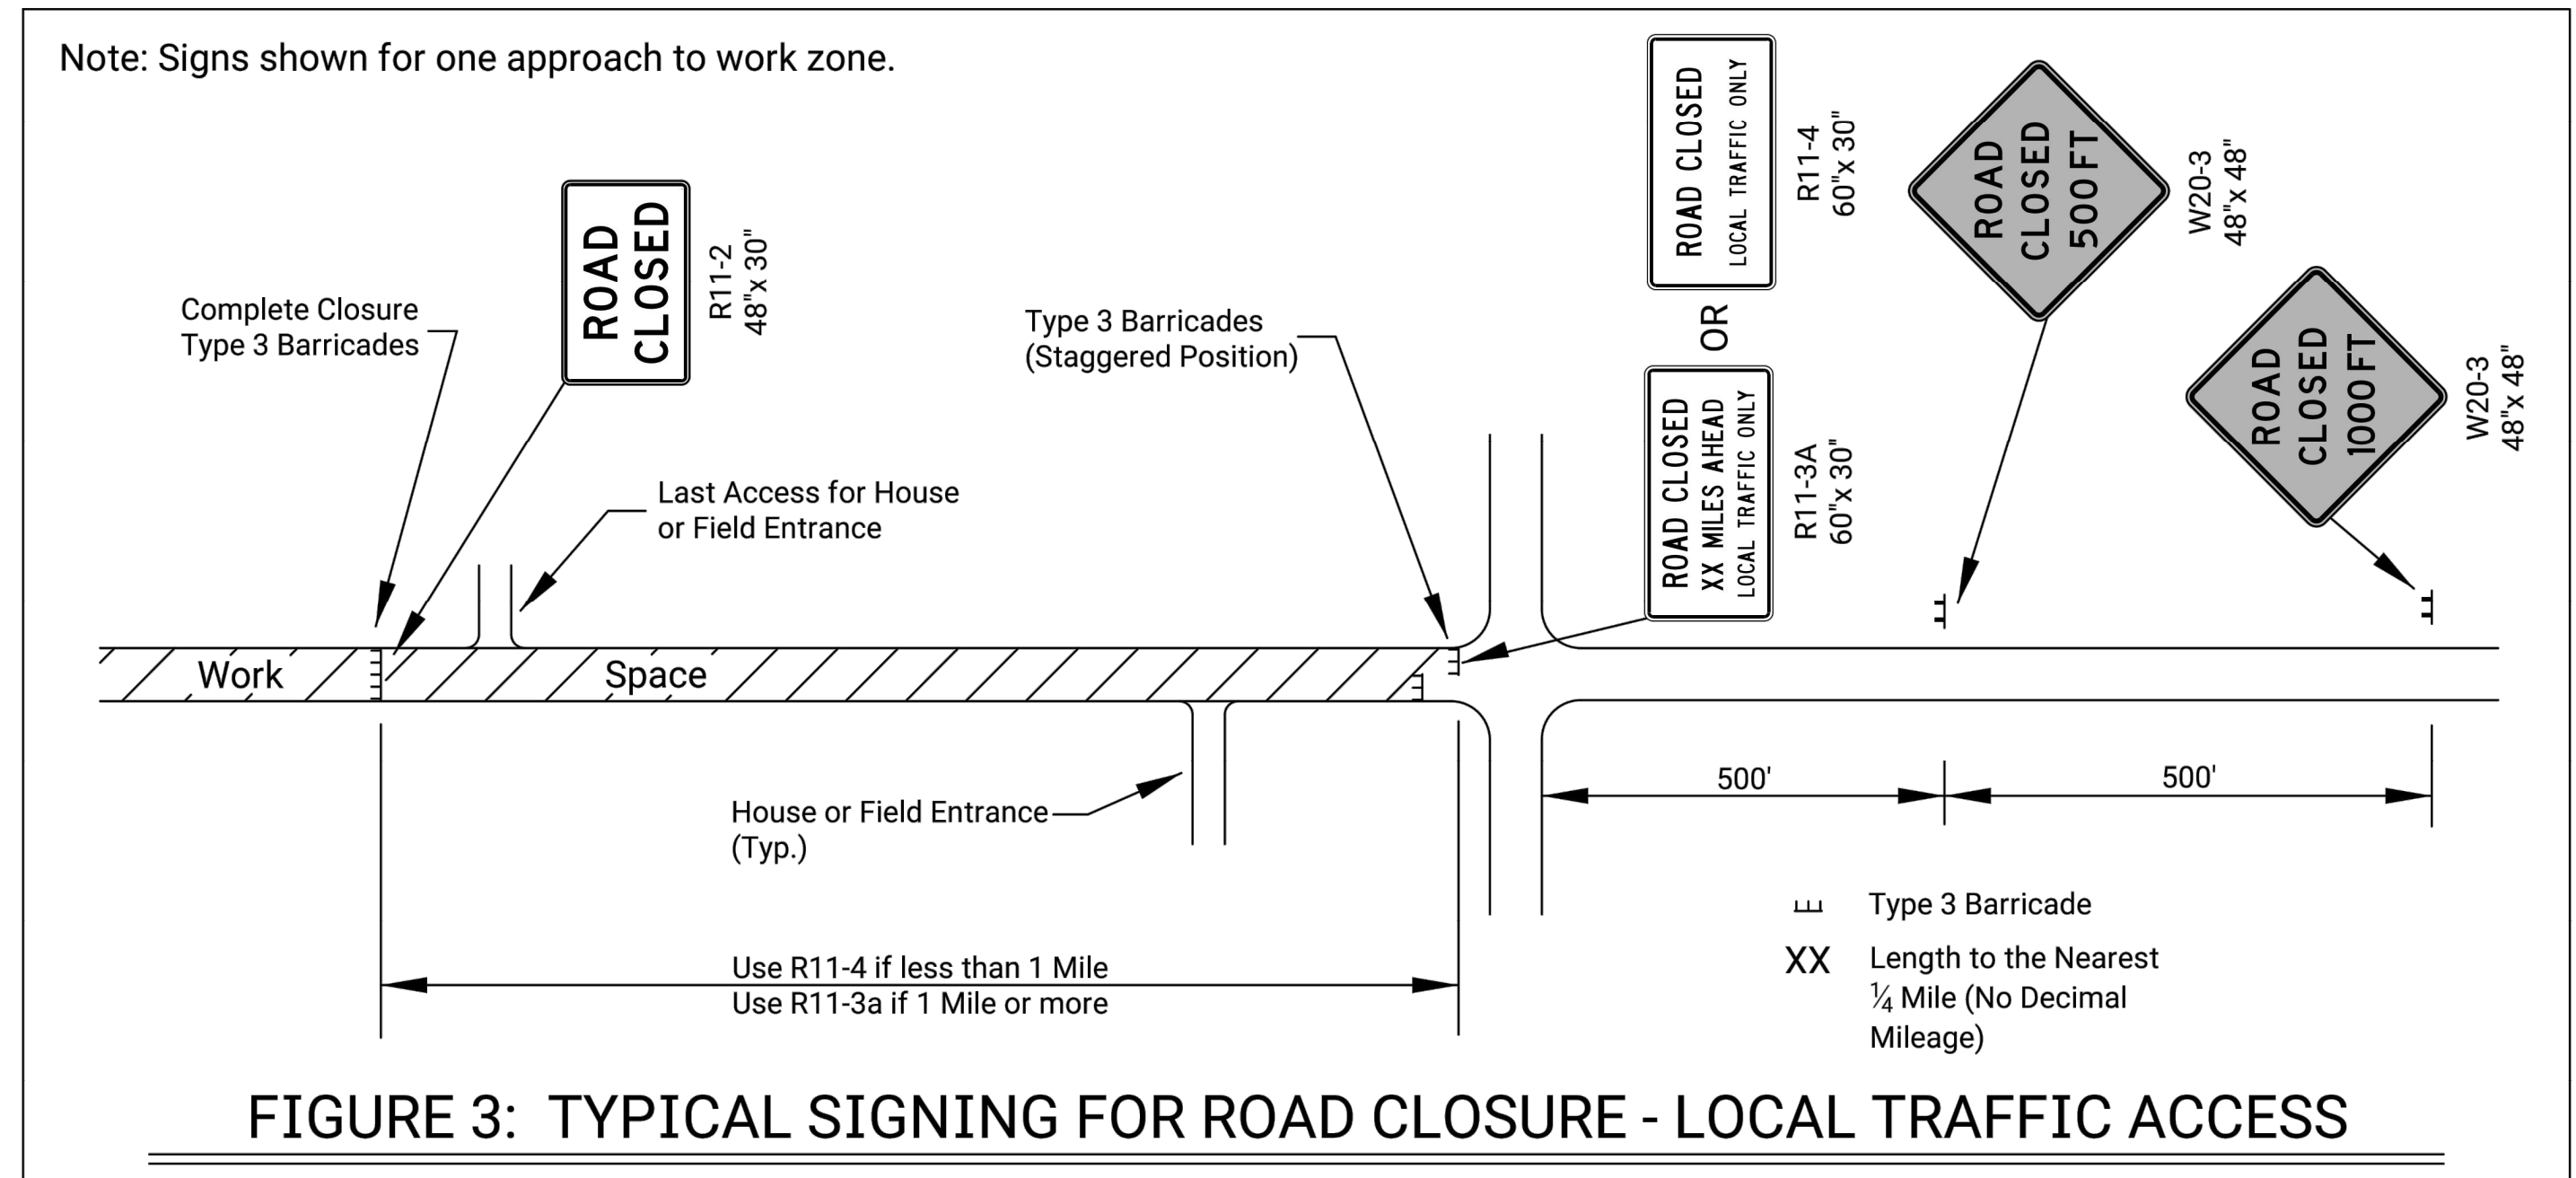 Note: Signs shown for one approach to work zone.
ROAD
CLOSED
R11-2
48"x 30"
Complete Closure
Type 3 Barricades
Last Access for House
or Field Entrance
Type 3 Barricades
(Staggered Position)
ROAD CLOSED
LOCAL TRAFFIC ONLY
R11-4
60"x 30"
OR
ROAD CLOSED
XX MILES AHEAD
LOCAL TRAFFIC ONLY
R11-3A
60"x 30"
ROAD
CLOSED
500FT
W20-3
48"x 48"
ROAD
CLOSED
1000FT
W20-3
48"x 48"
Work
Space
500'
500'
House or Field Entrance
(Typ.)
Use R11-4 if less than 1 Mile
Use R11-3a if 1 Mile or more
Type 3 Barricade
XX Length to the Nearest
¼ Mile (No Decimal
Mileage)
FIGURE 3: TYPICAL SIGNING FOR ROAD CLOSURE - LOCAL TRAFFIC ACCESS